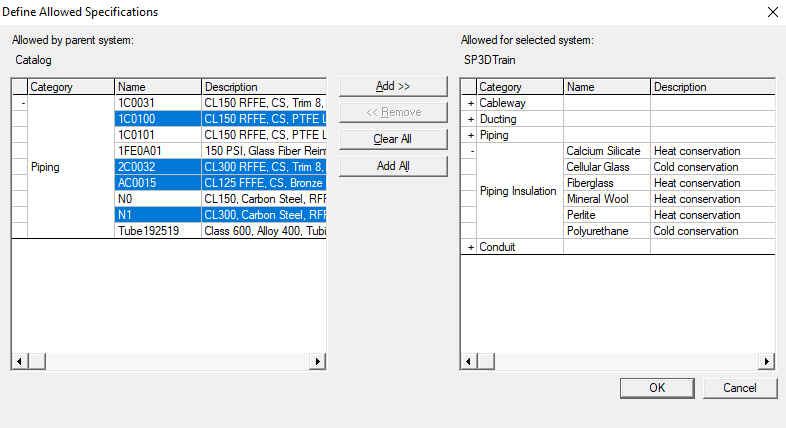 Define Allowed Specifications
Allowed by parent system:
Catalog
Category Name Description
- 1C0031 CL150 RFFE, CS, Trim 8,
1C0100 CL150 RFFE, CS, PTFE L
1C0101 CL150 RFFE, CS, PTFE L
1FE0A01 150 PSI, Glass Fiber Rein
Piping 2C0032 CL300 RFFE, CS, Trim 8,
AC0015 CL125 FFFE, CS, Bronze
N0 CL150, Carbon Steel, RFF
N1 CL300, Carbon Steel, RFF
Tube192519 Class 600, Alloy 400, Tubi
Add >>
<< Remove
Clear All
Add All
Allowed for selected system:
SP3DTrain
Category Name Description
+ Cableway
+ Ducting
+ Piping
- Calcium Silicate Heat conservation
Cellular Glass Cold conservation
Piping Insulation Fiberglass Heat conservation
Mineral Wool Heat conservation
Perlite Heat conservation
Polyurethane Cold conservation
+ Conduit
OK Cancel